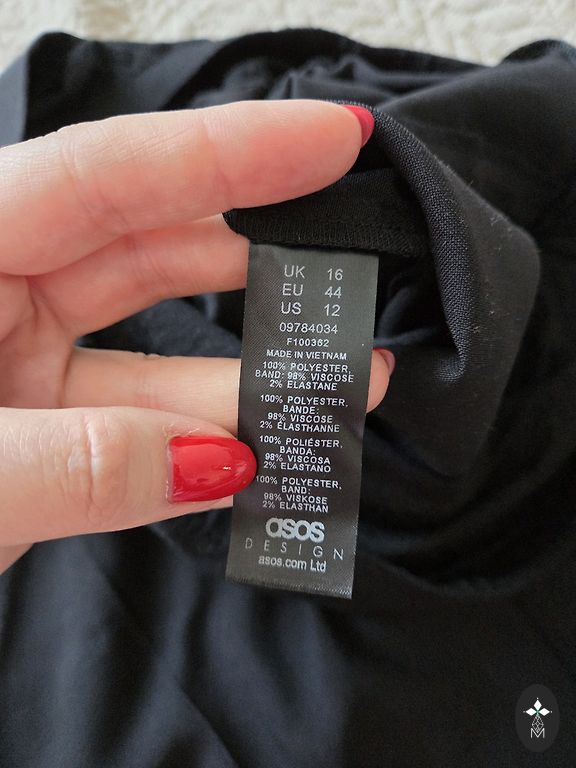 UK 16
EU 44
US 12
09784034
F100362
MADE IN VIETNAM
100% POLYESTER,
BAND: 98% VISCOSE
2% ELASTANE
100% POLYESTER,
BANDE:
98% VISCOSE
2% ÉLASTHANNE
100% POLIÉSTER,
BANDA:
98% VISCOSA
2% ELASTANO
100% POLYESTER,
BAND:
98% VISKOSE
2% ELASTHAN
asos
DESIGN
asos.com Ltd
M